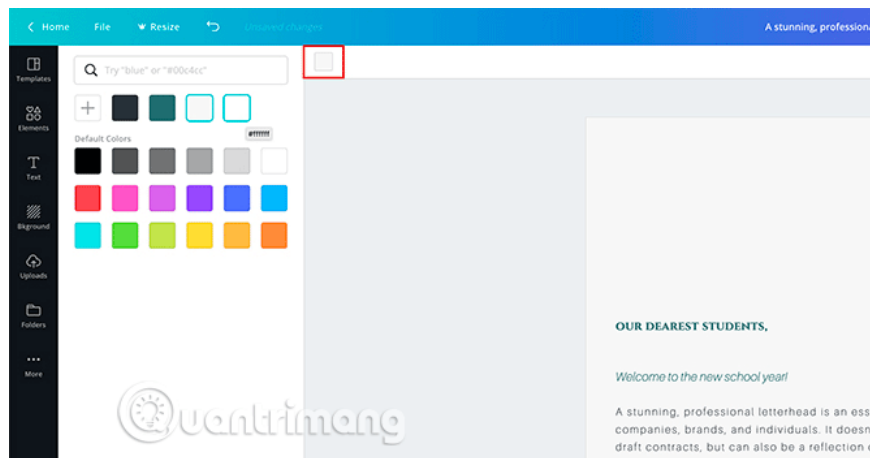 Home File Resize Unsaved changes A stunning, professiona
Templates
Elements
Text
Bkground
Uploads
Folders
More
Try "blue" or "#00c4cc"
#ffffff
Default Colors
OUR DEAREST STUDENTS,
Welcome to the new school year!
A stunning, professional letterhead is an ess
companies, brands, and individuals. It doesn
draft contracts, but can also be a reflection
Quantrimang